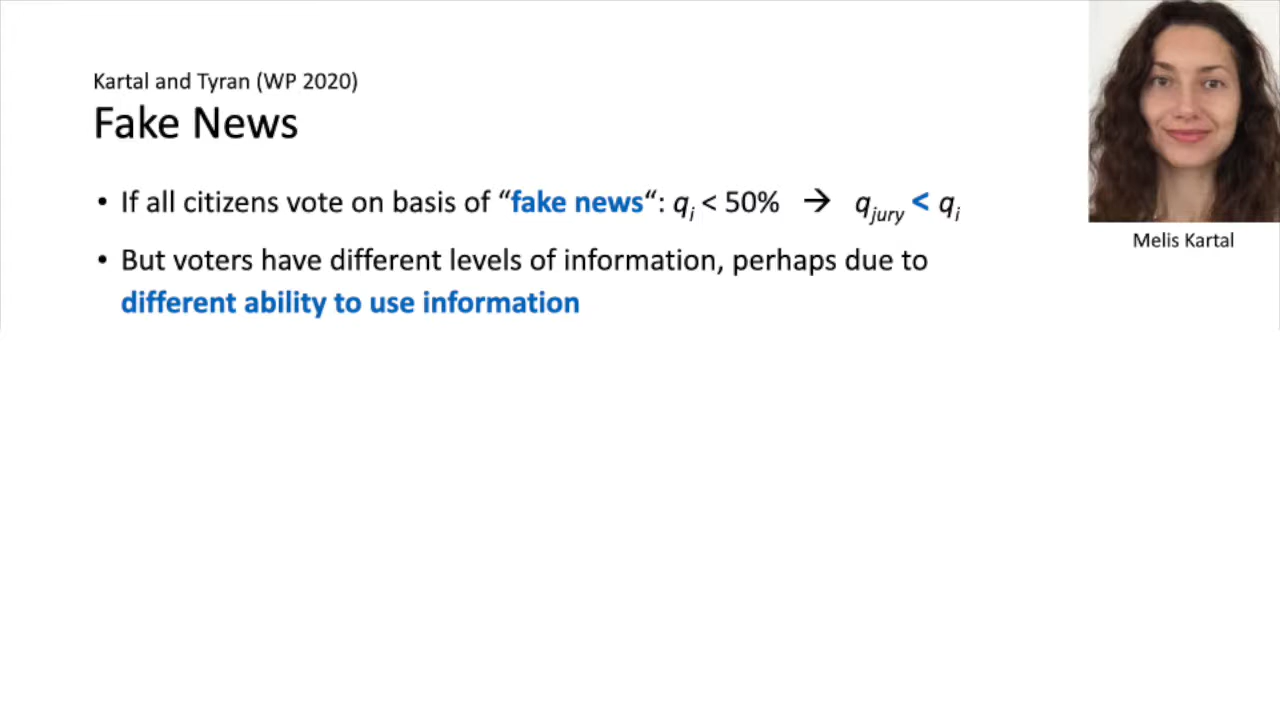 Kartal and Tyran (WP 2020)
Fake News
• If all citizens vote on basis of “fake news“: qi < 50% → qjury < qi
• But voters have different levels of information, perhaps due to
different ability to use information
Melis Kartal